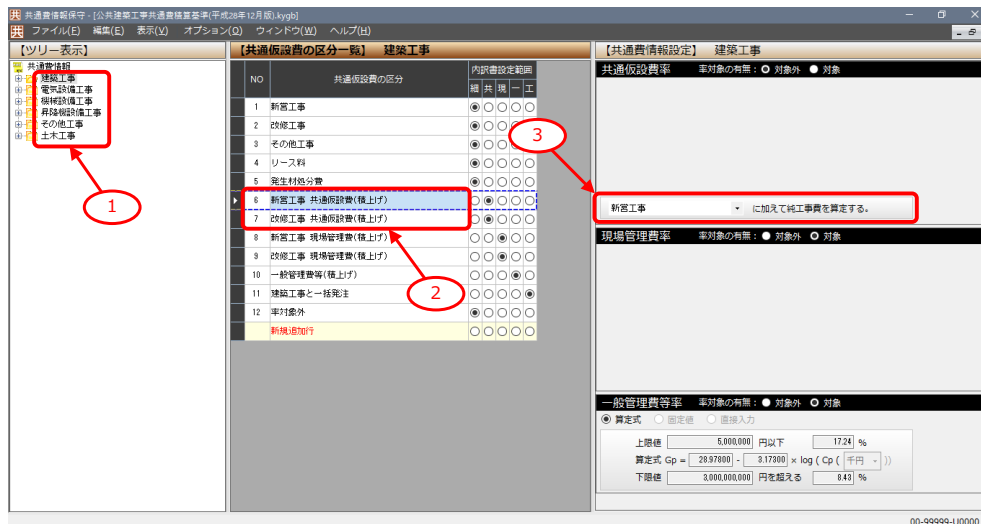 共通費情報保守 - [公共建築工事共通費積算基準(平成28年12月版).kygb]
ファイル(F) 編集(E) 表示(V) オプション(O) ウィンドウ(W) ヘルプ(H)
【ツリー表示】
共通費情報
建築工事
電気設備工事
機械設備工事
昇降機設備工事
その他工事
土木工事
1
【共通仮設費の区分一覧】 建築工事
NO 共通仮設費の区分 内訳書設定範囲
細 共 現 一 工
1 新営工事
2 改修工事
3 その他工事
4 リース料
5 発生材処分費
6 新営工事 共通仮設費(積上げ)
7 改修工事 共通仮設費(積上げ)
8 新営工事 現場管理費(積上げ)
9 改修工事 現場管理費(積上げ)
10 一般管理費等(積上げ)
11 建築工事と一括発注
12 率対象外
新規追加行
2
3
【共通費情報設定】 建築工事
共通仮設費率 率対象の有無: 対象外 対象
新営工事 に加えて純工事費を算定する。
現場管理費率 率対象の有無: 対象外 対象
一般管理費等率 率対象の有無: 対象外 対象
算定式 固定値 直接入力
上限値 5,000,000 円以下 17.24 %
算定式 Gp = 28.97800 - 3.17300 × log ( Cp ( 千円 ))
下限値 3,000,000,000 円を超える 8.43 %
00-99999-U0000